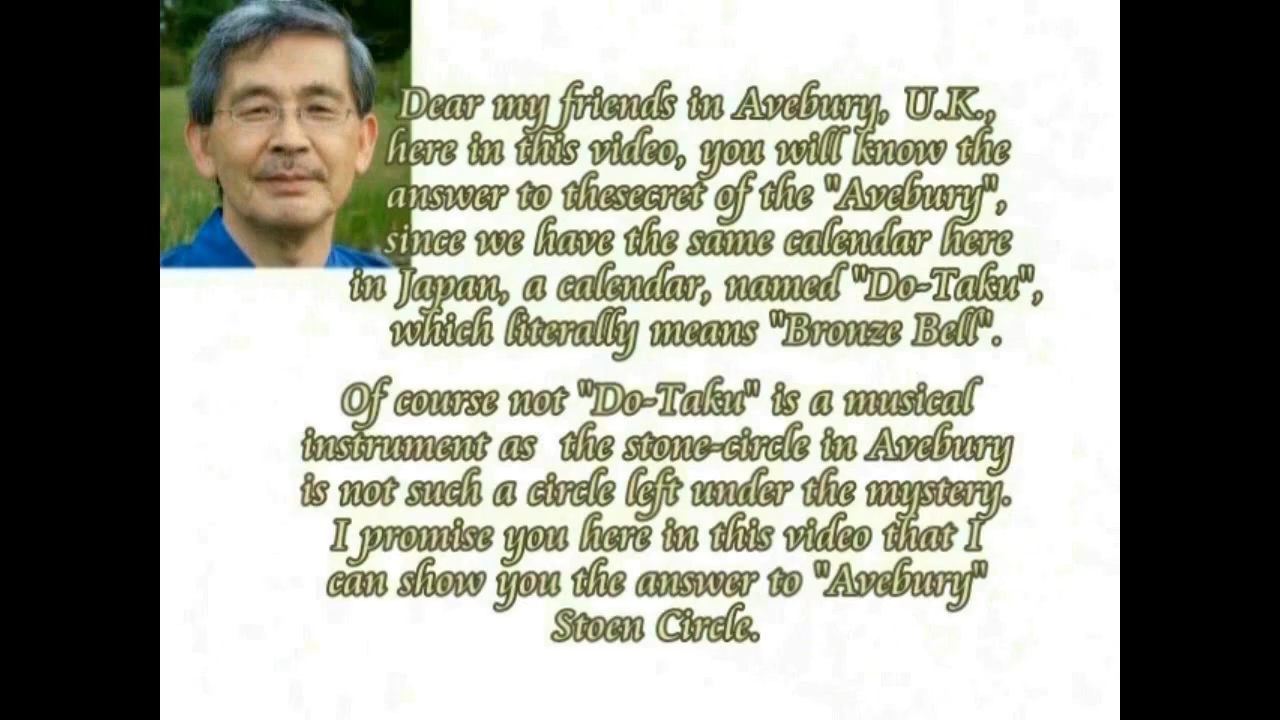 Dear my friends in Avebury, U.K.,
here in this video, you will know the
answer to thesecret of the "Avebury",
since we have the same calendar here
in Japan, a calendar, named "Do-Taku",
which literally means "Bronze Bell".
Of course not "Do-Taku" is a musical
instrument as the stone-circle in Avebury
is not such a circle left under the mystery.
I promise you here in this video that I
can show you the answer to "Avebury"
Stoen Circle.